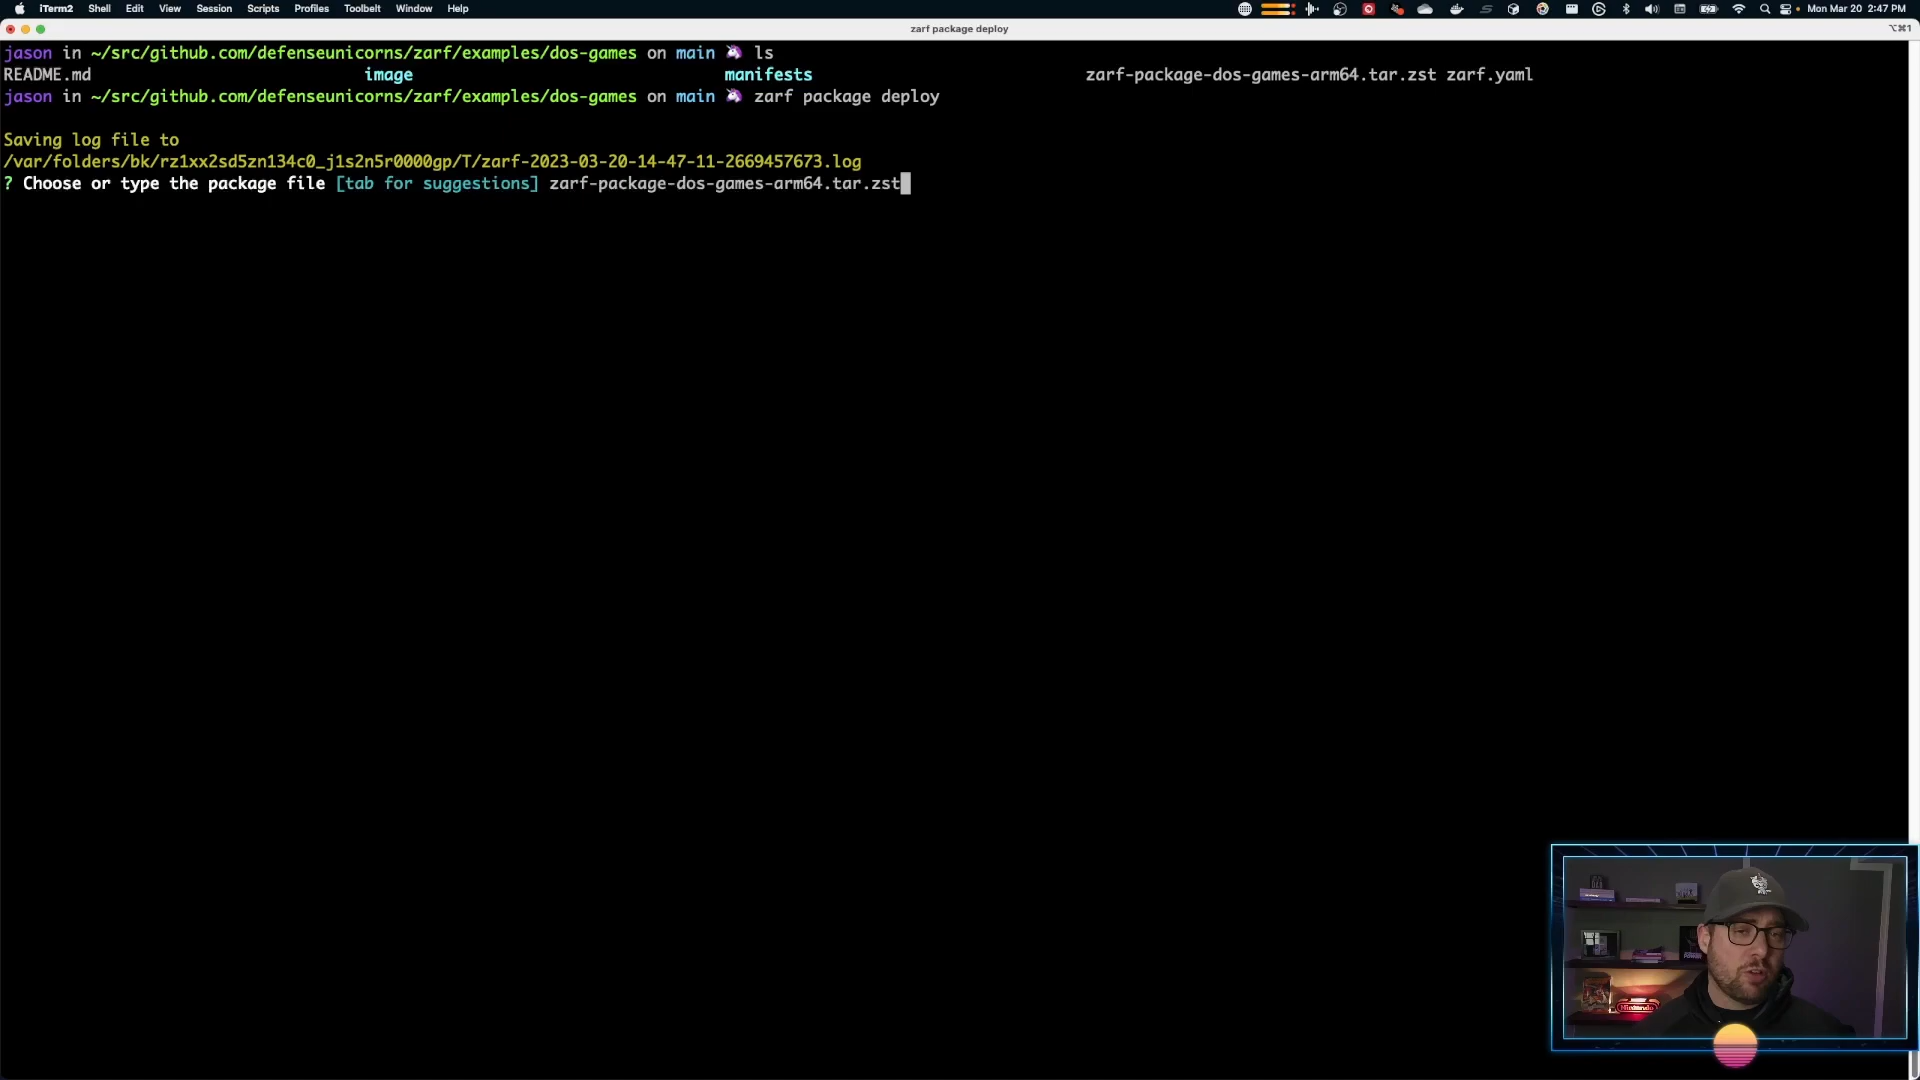 iTerm2 Shell Edit View Session Scripts Profiles Toolbelt Window Help Mon Mar 20 2:47 PM
zarf package deploy ⌥⌘1
jason in ~/src/github.com/defenseunicorns/zarf/examples/dos-games on main 🦄 ls
README.md image manifests zarf-package-dos-games-arm64.tar.zst zarf.yaml
jason in ~/src/github.com/defenseunicorns/zarf/examples/dos-games on main 🦄 zarf package deploy
Saving log file to
/var/folders/bk/rz1xx2sd5zn134c0_j1s2n5r0000gp/T/zarf-2023-03-20-14-47-11-2669457673.log
? Choose or type the package file [tab for suggestions] zarf-package-dos-games-arm64.tar.zst
Nintendo